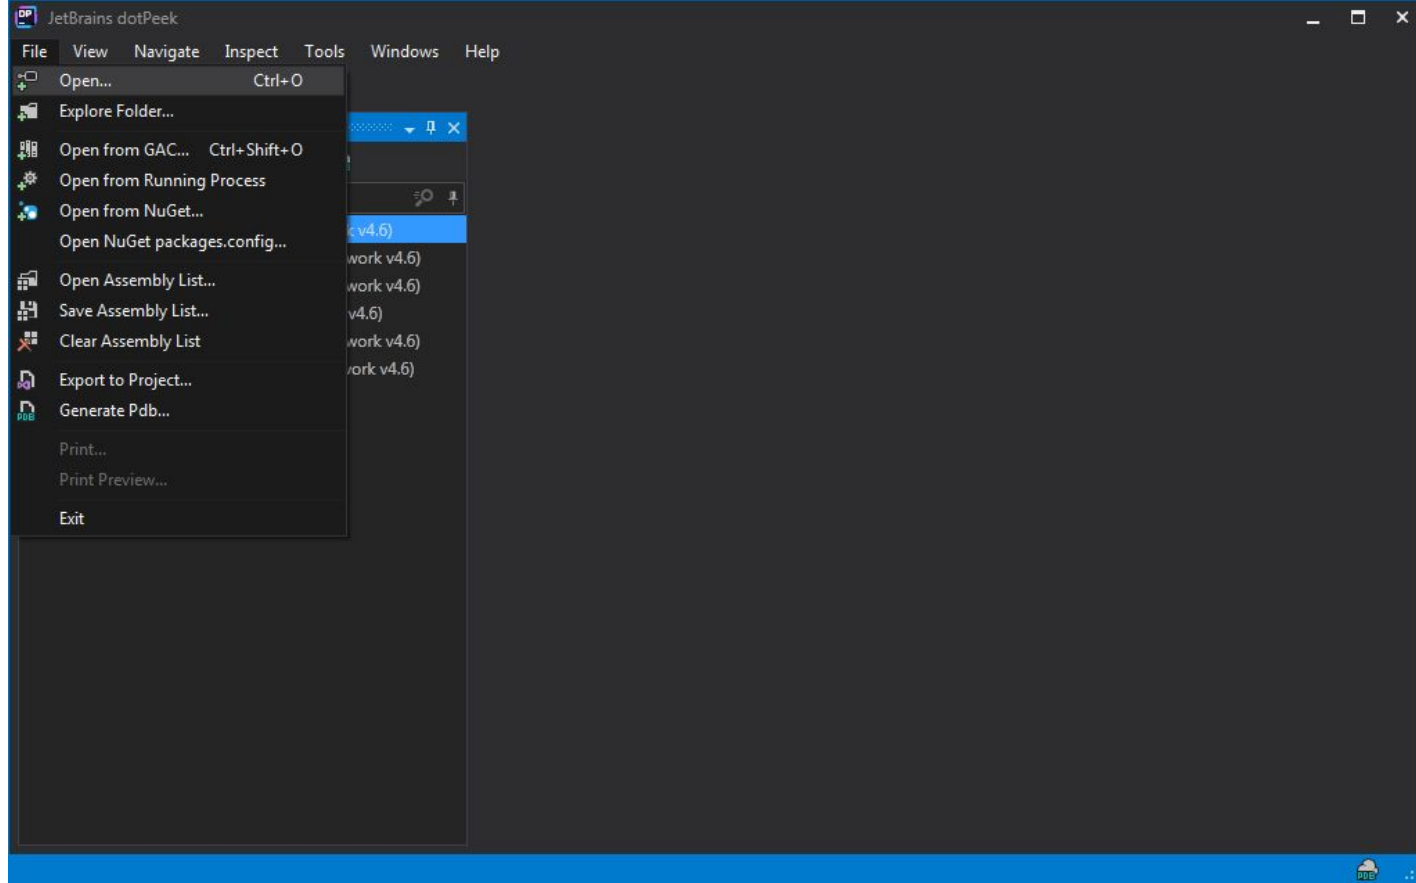 DP JetBrains dotPeek
File View Navigate Inspect Tools Windows Help
Open... Ctrl+O
Explore Folder...
Open from GAC... Ctrl+Shift+O
Open from Running Process
Open from NuGet...
Open NuGet packages.config...
v4.6)
work v4.6)
Open Assembly List...
work v4.6)
Save Assembly List...
v4.6)
Clear Assembly List
work v4.6)
ork v4.6)
Export to Project...
PDB Generate Pdb...
Print...
Print Preview...
Exit
PDB